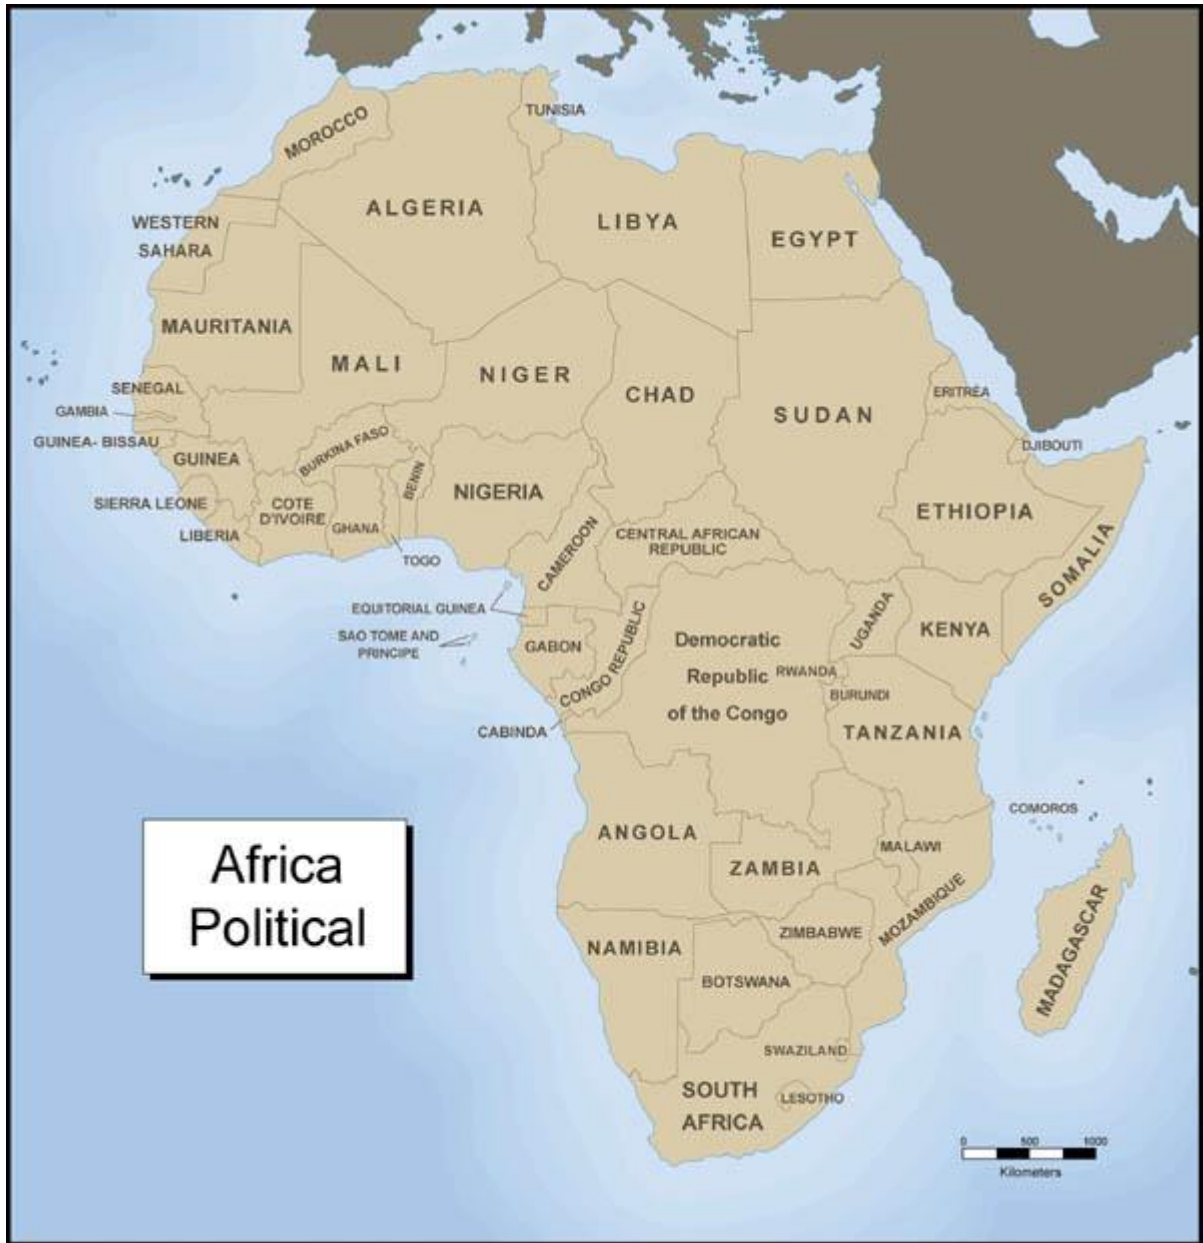 TUNISIA
MOROCCO
ALGERIA
LIBYA
EGYPT
WESTERN
SAHARA
MAURITANIA
MALI
NIGER
CHAD
SUDAN
ERITREA
SENEGAL
GAMBIA
GUINEA- BISSAU
GUINEA
BURKINA FASO
BENIN
NIGERIA
DJIBOUTI
ETHIOPIA
SOMALIA
SIERRA LEONE
COTE
D'IVOIRE
GHANA
LIBERIA
TOGO
CAMEROON
CENTRAL AFRICAN
REPUBLIC
EQUITORIAL GUINEA
SAO TOME AND
PRINCIPE
GABON
CONGO REPUBLIC
Democratic
Republic
of the Congo
UGANDA
KENYA
RWANDA
BURUNDI
TANZANIA
CABINDA
COMOROS
ANGOLA
ZAMBIA
MALAWI
MOZAMBIQUE
ZIMBABWE
NAMIBIA
BOTSWANA
MADAGASCAR
SWAZILAND
SOUTH
AFRICA
LESOTHO
Africa
Political
0 500 1000
Kilometers